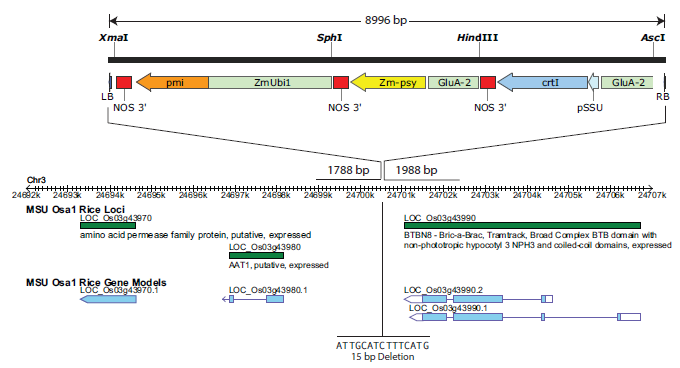 8996 bp
XmaI SphI HindIII AscI
pmi ZmUbi1 Zm-psy GluA-2 crtI GluA-2
LB RB
NOS 3' NOS 3' NOS 3' pSSU
1788 bp 1988 bp
Chr3
24692k 24693k 24694k 24695k 24696k 24697k 24698k 24699k 24700k 24701k 24702k 24703k 24704k 24705k 24706k 24707k
MSU Osa1 Rice Loci
LOC_Os03g43970 LOC_Os03g43990
amino acid permease family protein, putative, expressed
BTBN8 - Bric-a-Brac, Tramtrack, Broad Complex BTB domain with
non-phototropic hypocotyl 3 NPH3 and coiled-coil domains, expressed
LOC_Os03g43980
AAT1, putative, expressed
MSU Osa1 Rice Gene Models
LOC_Os03g43970.1 LOC_Os03g43980.1 LOC_Os03g43990.2
LOC_Os03g43990.1
ATTGCATCTTTCATG
15 bp Deletion